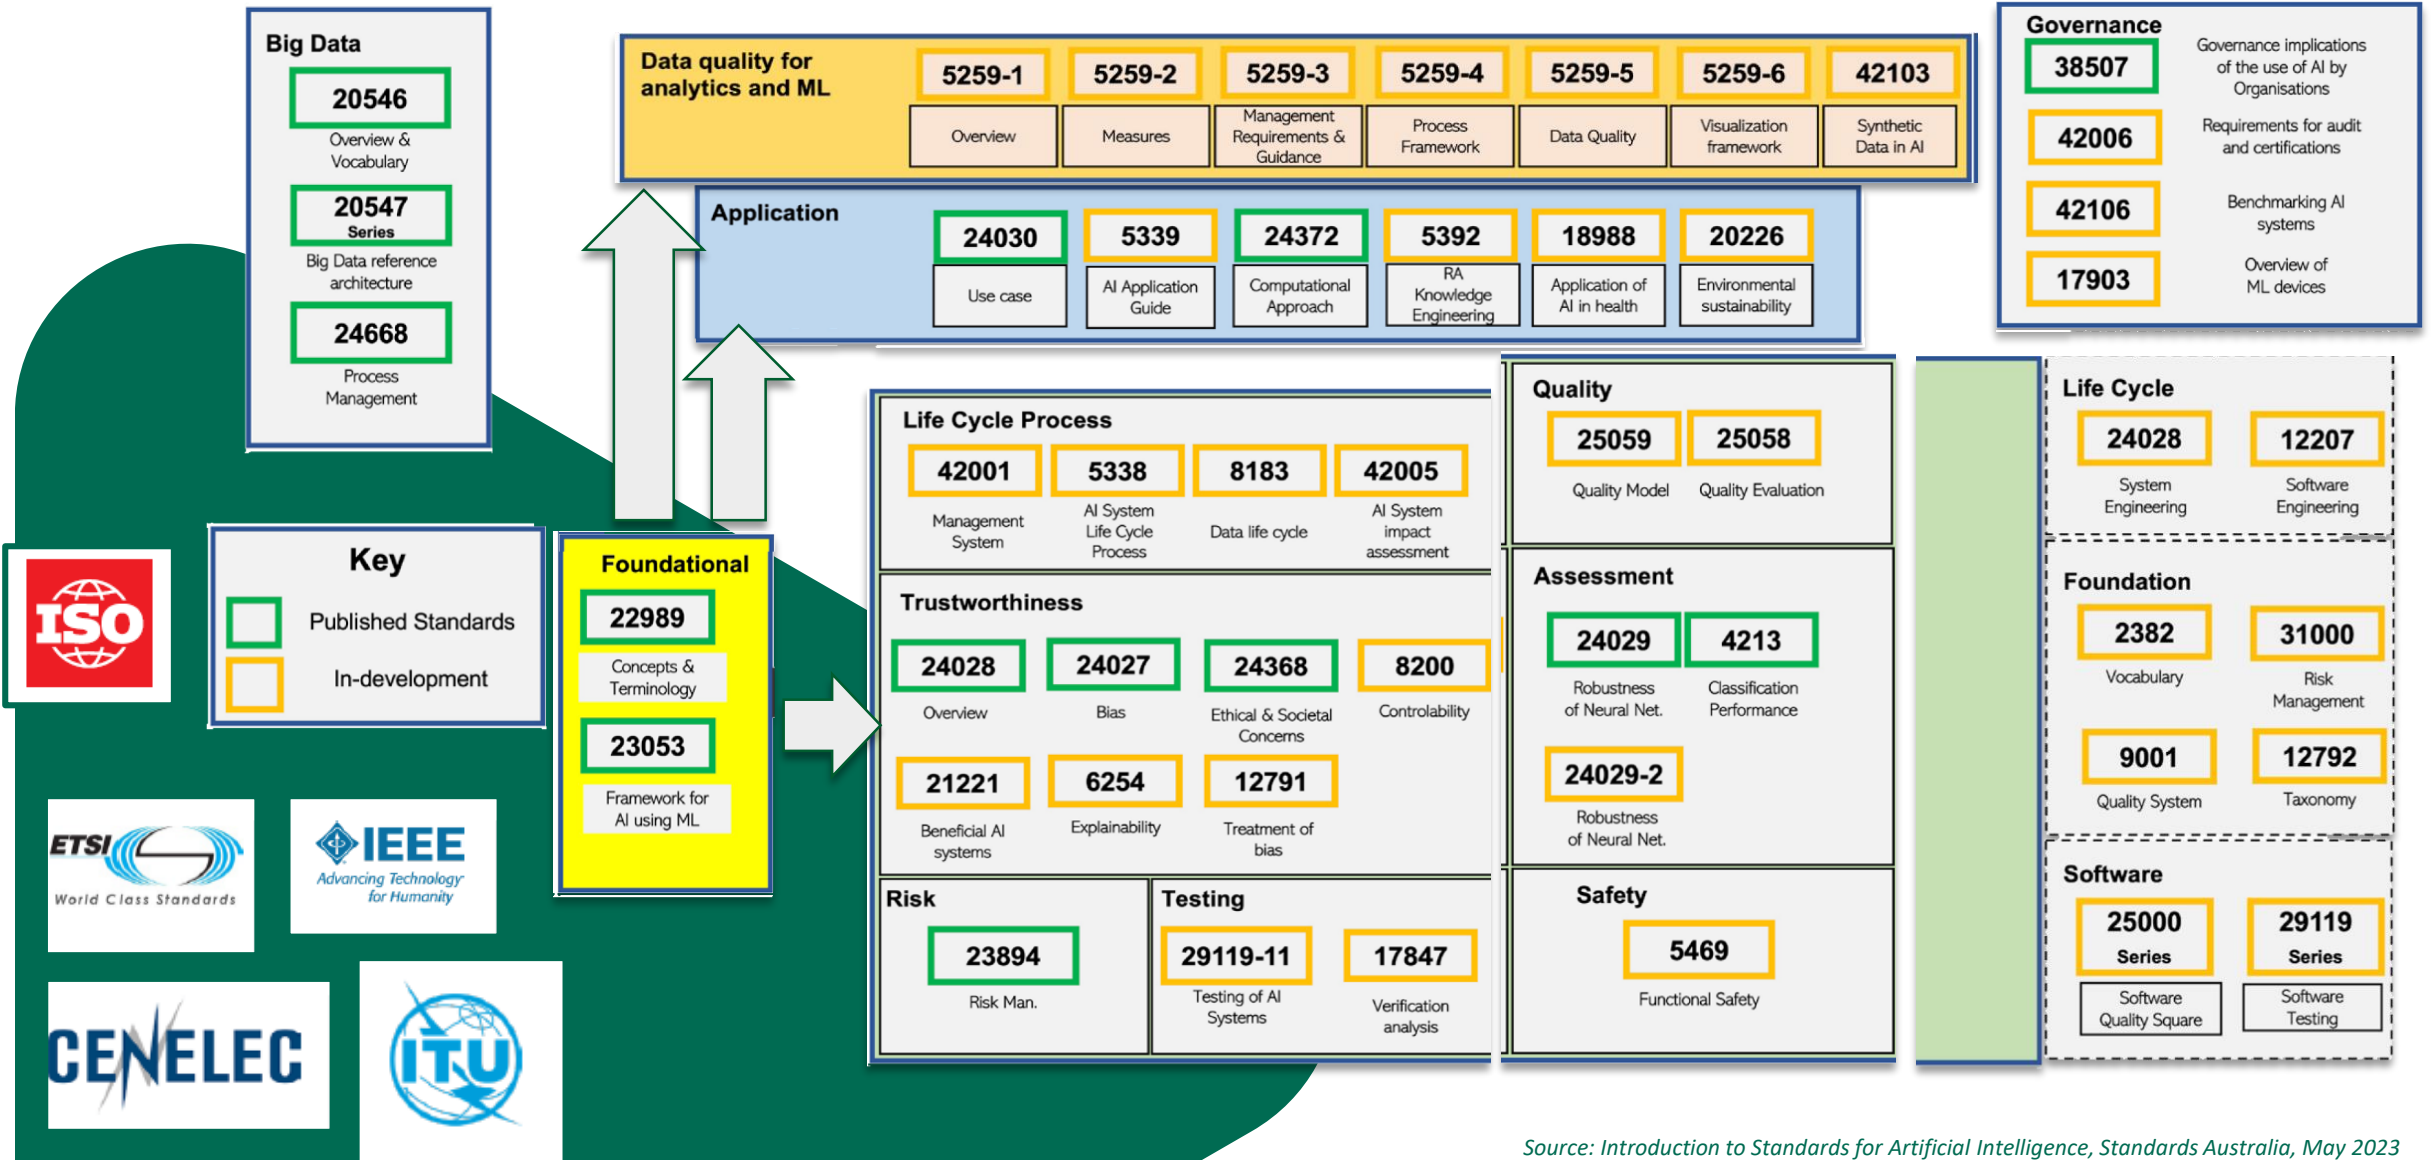 Big Data
20546
Overview &
Vocabulary
20547
Series
Big Data reference
architecture
24668
Process
Management
Data quality for
analytics and ML
5259-1
Overview
5259-2
Measures
5259-3
Management
Requirements &
Guidance
5259-4
Process
Framework
5259-5
Data Quality
5259-6
Visualization
framework
42103
Synthetic
Data in AI
Application
24030
Use case
5339
AI Application
Guide
24372
Computational
Approach
5392
RA
Knowledge
Engineering
18988
Application of
AI in health
20226
Environmental
sustainability
Governance
38507
Governance implications
of the use of AI by
Organisations
42006
Requirements for audit
and certifications
42106
Benchmarking AI
systems
17903
Overview of
ML devices
ISO
Key
Published Standards
In-development
Foundational
22989
Concepts &
Terminology
23053
Framework for
AI using ML
Life Cycle Process
42001
Management
System
5338
AI System
Life Cycle
Process
8183
Data life cycle
42005
AI System
impact
assessment
Trustworthiness
24028
Overview
24027
Bias
24368
Ethical & Societal
Concerns
8200
Controlability
21221
Beneficial AI
systems
6254
Explainability
12791
Treatment of
bias
Risk
23894
Risk Man.
Testing
29119-11
Testing of AI
Systems
17847
Verification
analysis
Quality
25059
Quality Model
25058
Quality Evaluation
Assessment
24029
Robustness
of Neural Net.
4213
Classification
Performance
24029-2
Robustness
of Neural Net.
Safety
5469
Functional Safety
Life Cycle
24028
System
Engineering
12207
Software
Engineering
Foundation
2382
Vocabulary
31000
Risk
Management
9001
Quality System
12792
Taxonomy
Software
25000
Series
Software
Quality Square
29119
Series
Software
Testing
ETSI
World Class Standards
IEEE
Advancing Technology
for Humanity
CENELEC
ITU
Source: Introduction to Standards for Artificial Intelligence, Standards Australia, May 2023